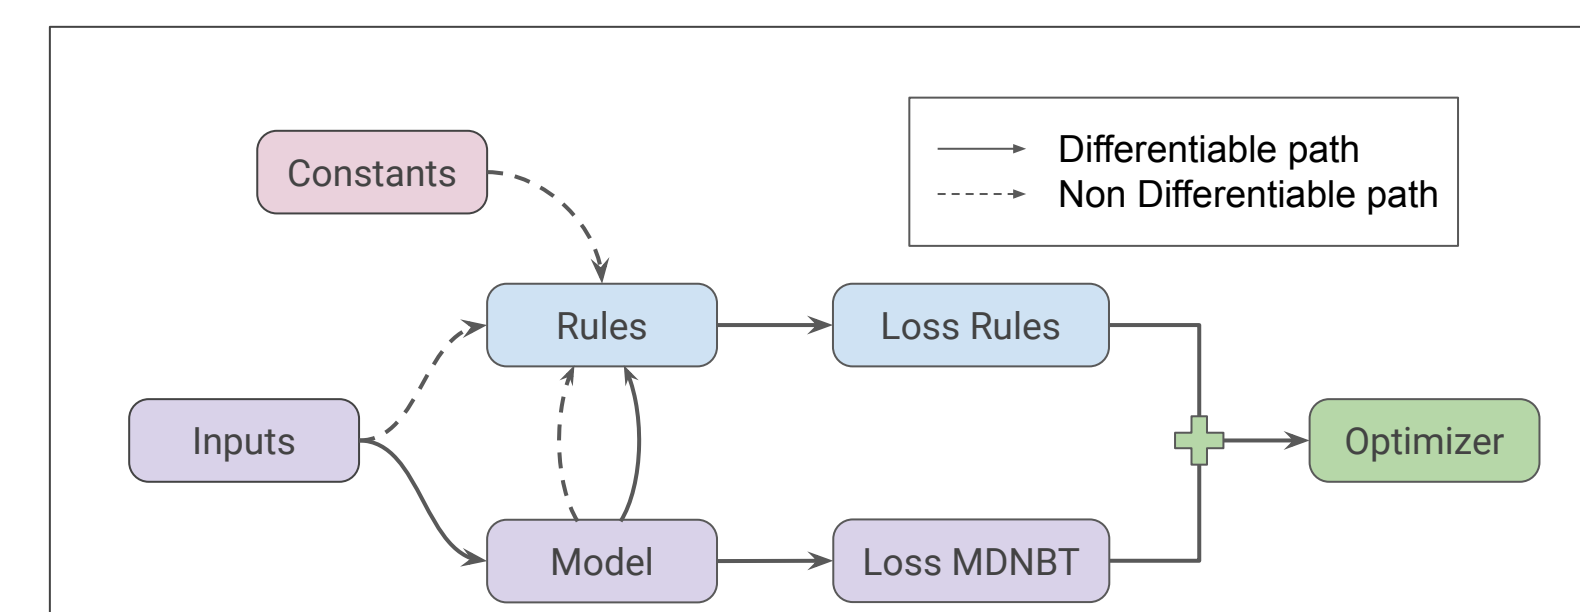 Constants
Differentiable path
Non Differentiable path
Rules
Loss Rules
Inputs
Optimizer
Model
Loss MDNBT